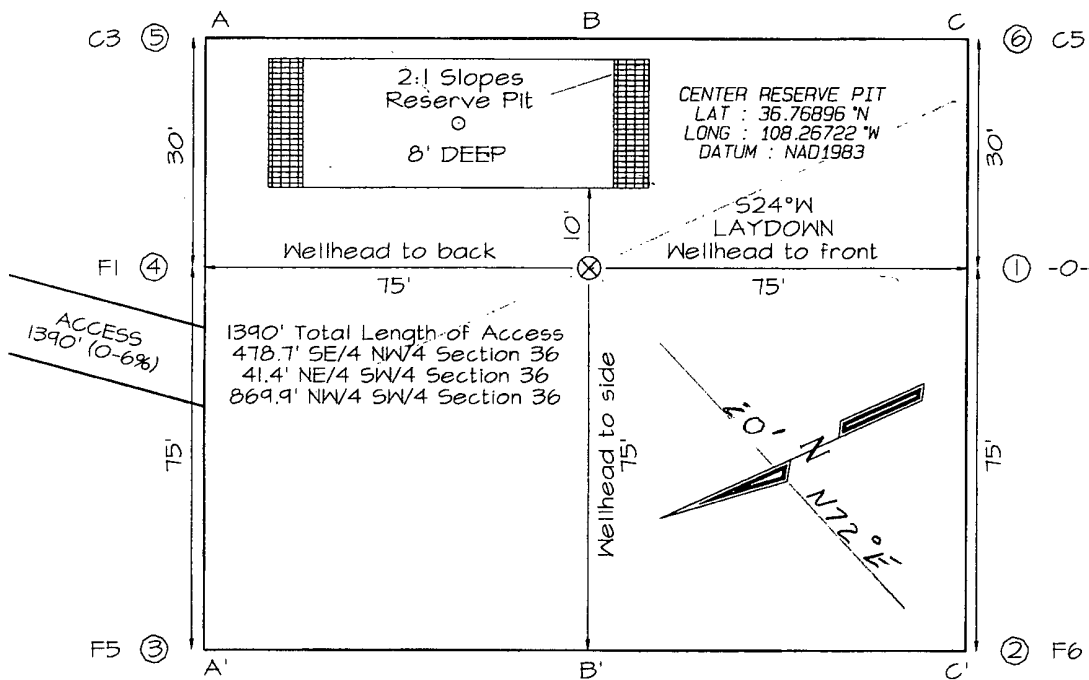 A B C
C3 ⑤
⑥ C5
2:1 Slopes
Reserve Pit
8' DEEP
CENTER RESERVE PIT
LAT : 36.76896 °N
LONG : 108.26722 °W
DATUM : NAD1983
30'
30'
10'
S24°W
LAYDOWN
Wellhead to back
Wellhead to front
F1 ④
① -0-
75'
75'
ACCESS
1390' (0-6%)
1390' Total Length of Access
478.7' SE/4 NW/4 Section 36
41.4' NE/4 SW/4 Section 36
869.9' NW/4 SW/4 Section 36
Wellhead to side
75'
75'
75'
N
N72°E
F5 ③
② F6
A' B' C'